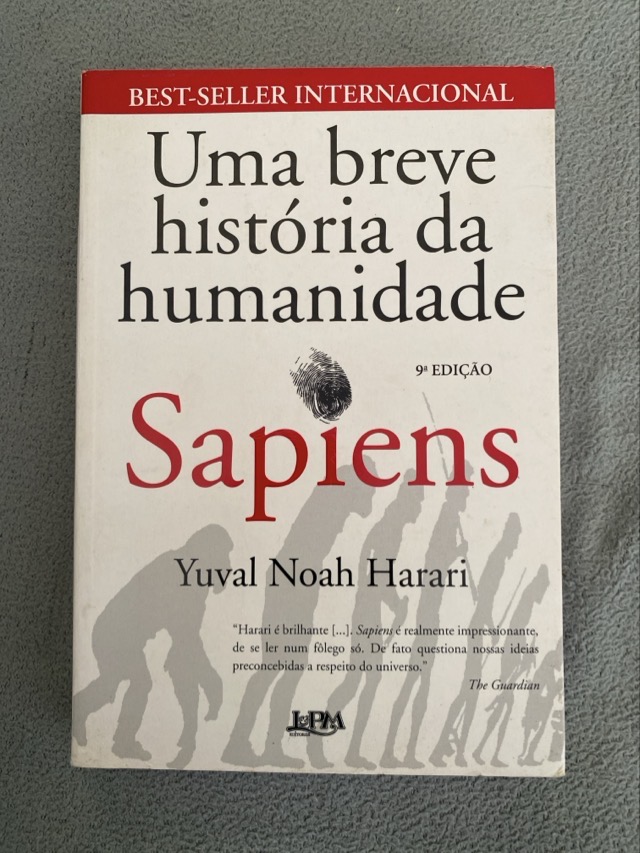 BEST-SELLER INTERNACIONAL
Uma breve
história da
humanidade
9ª EDIÇÃO
Sapiens
Yuval Noah Harari
“Harari é brilhante [...]. Sapiens é realmente impressionante,
de se ler num fôlego só. De fato questiona nossas ideias
preconcebidas a respeito do universo.”
The Guardian
L&PM
EDITORES